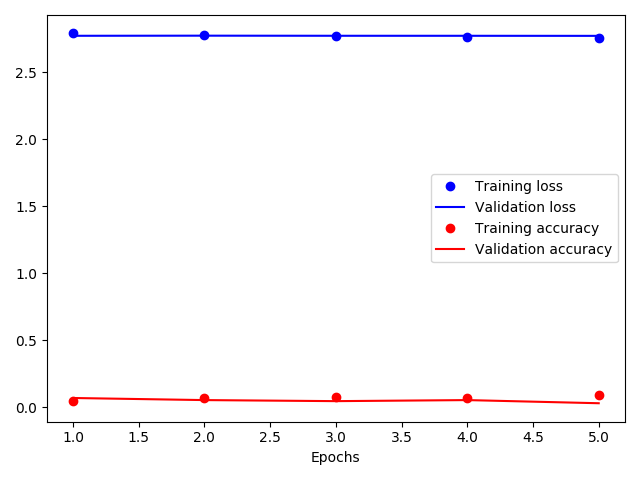 2.5
2.0
1.5
1.0
0.5
0.0
Training loss
Validation loss
Training accuracy
Validation accuracy
1.0 1.5 2.0 2.5 3.0 3.5 4.0 4.5 5.0
Epochs